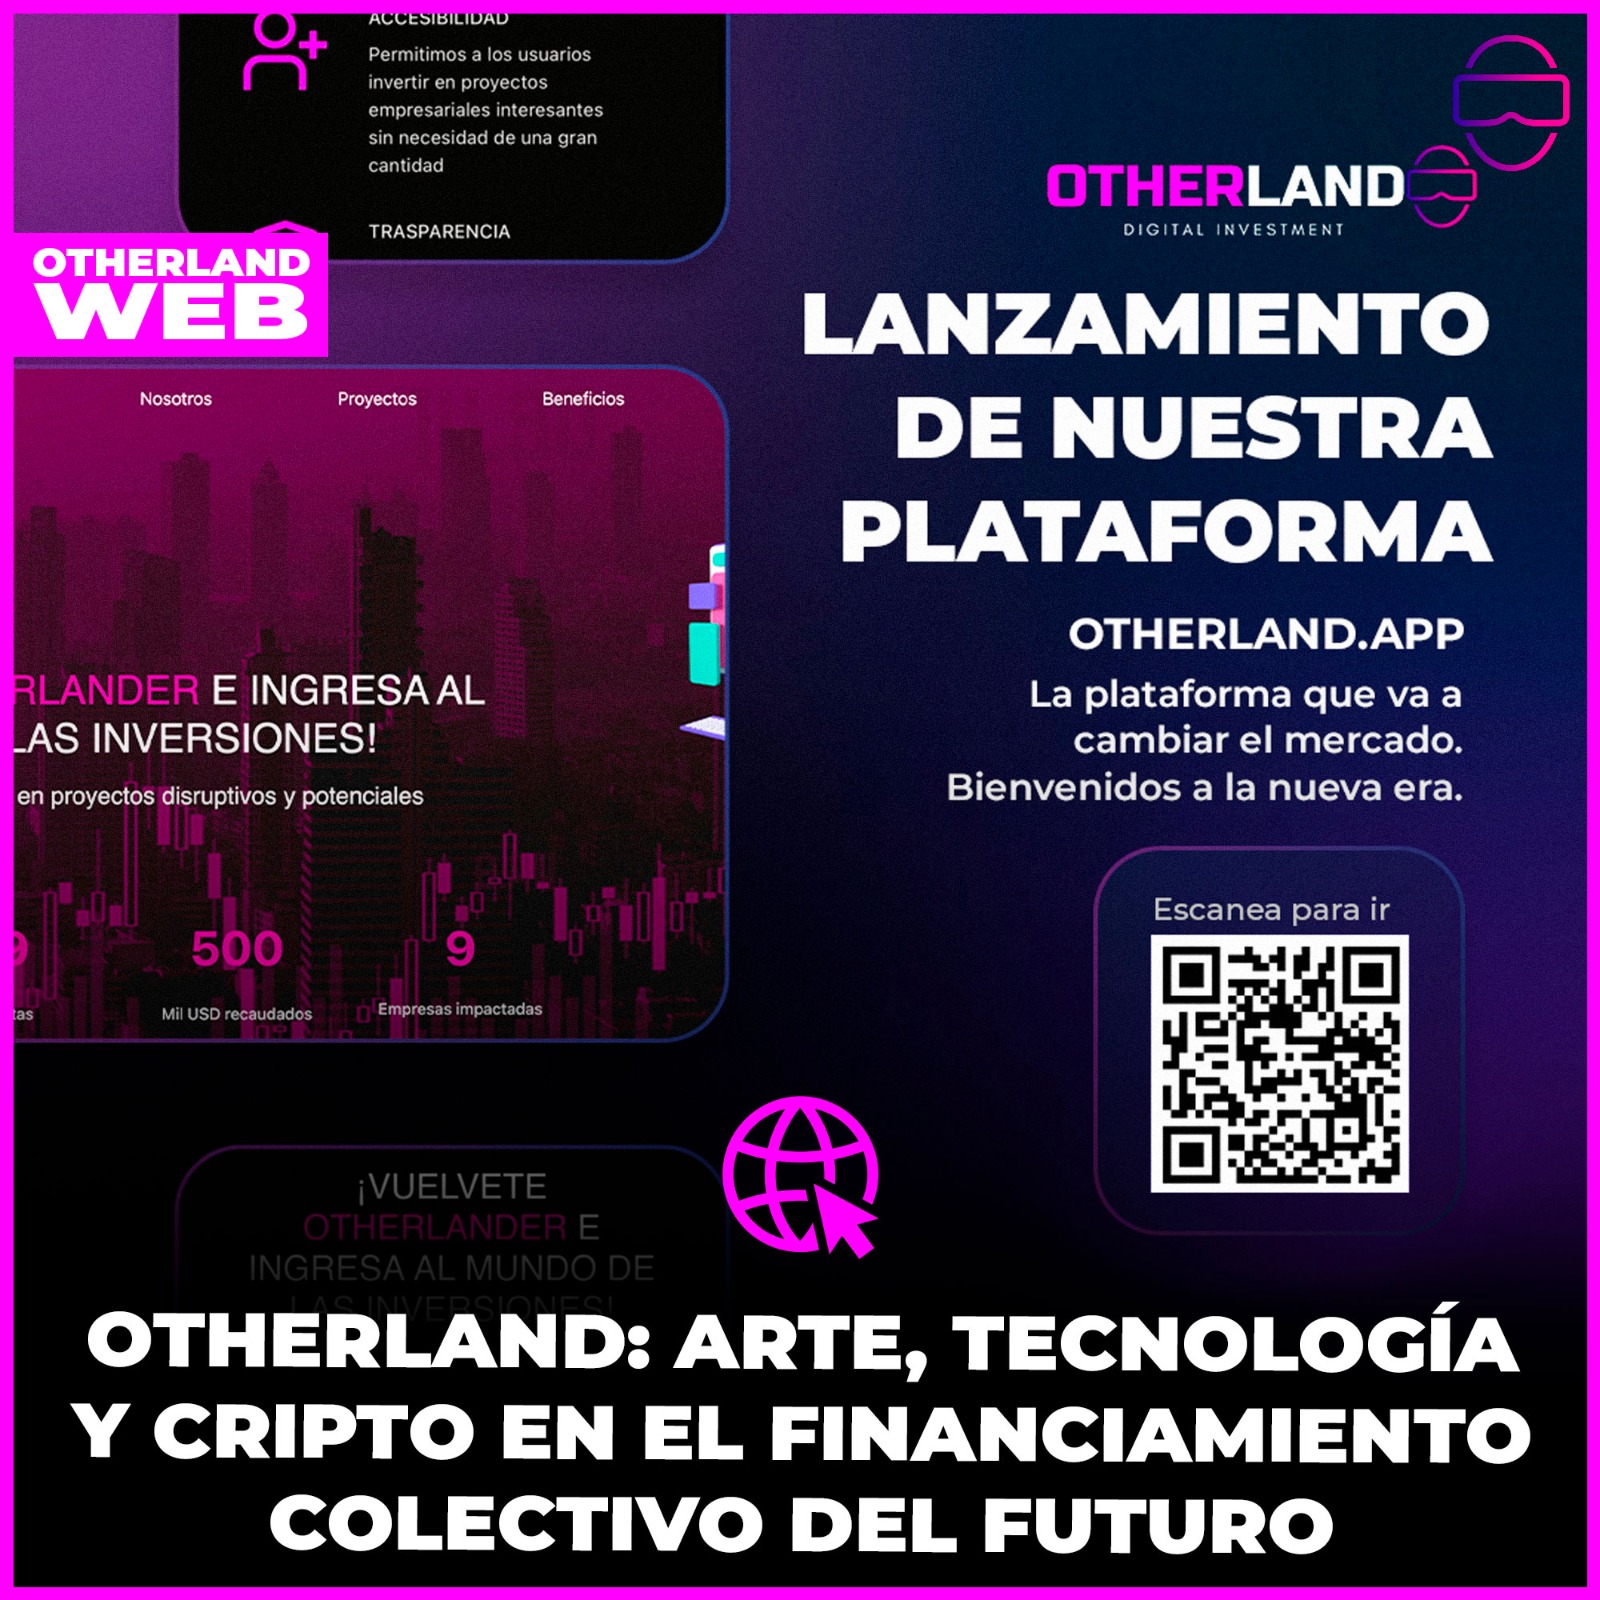 ACCESIBILIDAD
Permitimos a los usuarios
invertir en proyectos
empresariales interesantes
sin necesidad de una gran
cantidad
TRASPARENCIA
OTHERLAND
WEB
OTHERLAND
DIGITAL INVESTMENT
LANZAMIENTO
DE NUESTRA
PLATAFORMA
OTHERLAND.APP
La plataforma que va a
cambiar el mercado.
Bienvenidos a la nueva era.
Escanea para ir
Nosotros Proyectos Beneficios
RLANDER E INGRESA AL
LAS INVERSIONES!
en proyectos disruptivos y potenciales
9 500 9
tas Mil USD recaudados Empresas impactadas
¡VUELVETE
OTHERLANDER E
INGRESA AL MUNDO DE
LAS INVERSIONES!
OTHERLAND: ARTE, TECNOLOGÍA
Y CRIPTO EN EL FINANCIAMIENTO
COLECTIVO DEL FUTURO